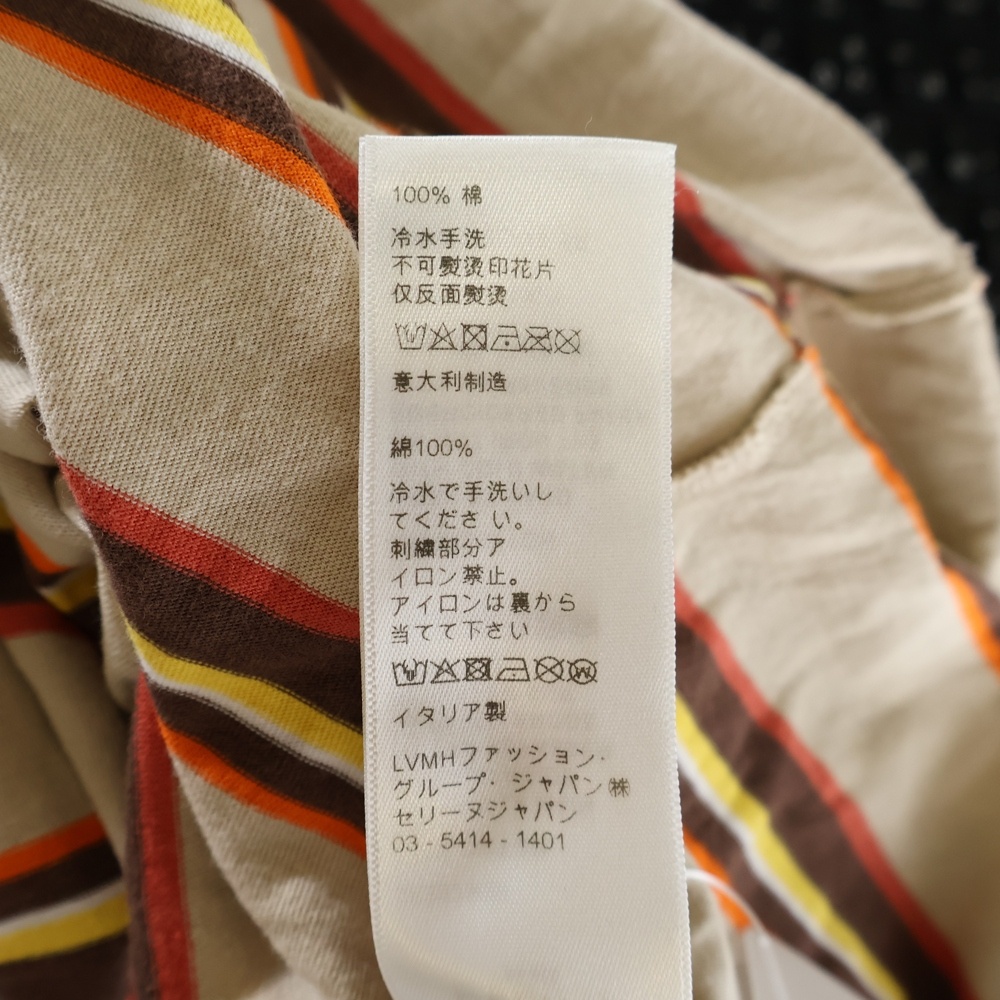 100% 棉
冷水手洗
不可熨烫印花片
仅反面熨烫
意大利制造
綿100%
冷水で手洗いし
てくださ い。
刺繍部分ア
イロン禁止。
アイロンは裏から
当てて下さい
イタリア製
LVMHファッション·
グループ· ジャパン㈱
セリーヌジャパン
03 - 5414 - 1401